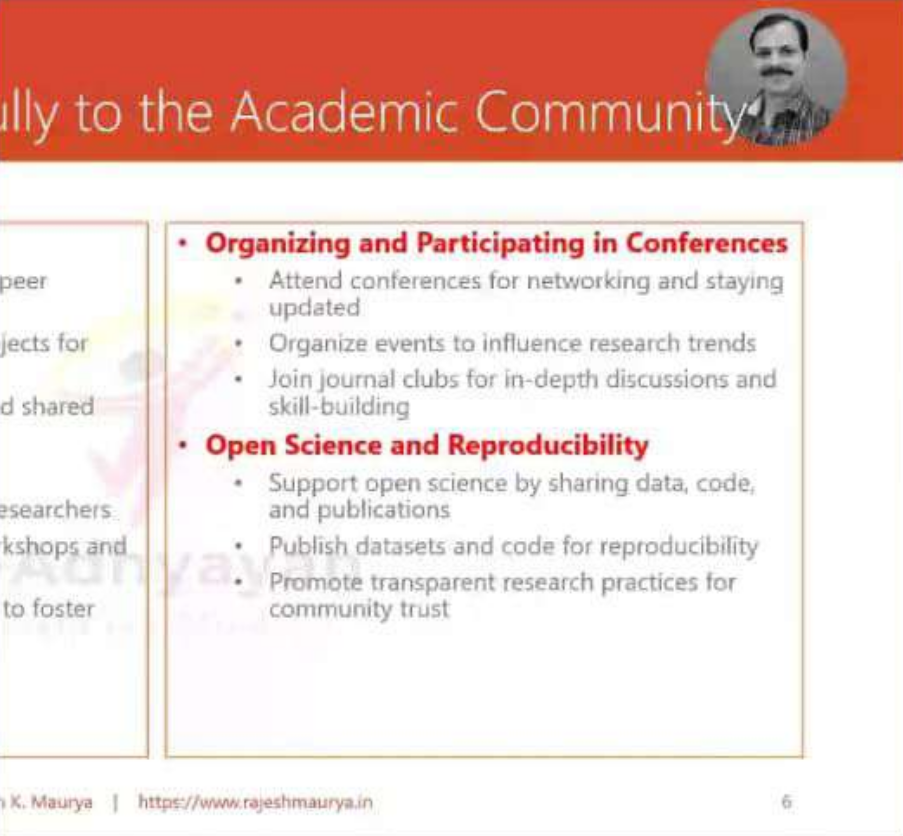 ully to the Academic Community
peer
jects for
d shared
esearchers
kshops and
to foster
• Organizing and Participating in Conferences
• Attend conferences for networking and staying
updated
• Organize events to influence research trends
• Join journal clubs for in-depth discussions and
skill-building
• Open Science and Reproducibility
• Support open science by sharing data, code,
and publications
• Publish datasets and code for reproducibility
• Promote transparent research practices for
community trust
Adhyayan
K. Maurya | https://www.rajeshmaurya.in
6